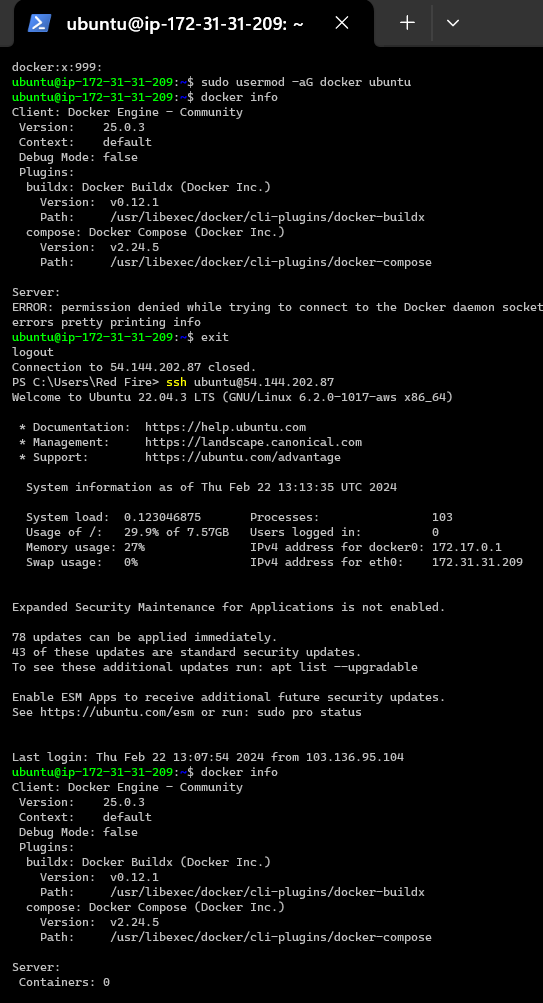 ubuntu@ip-172-31-31-209: ~
docker:x:999:
ubuntu@ip-172-31-31-209:~$ sudo usermod -aG docker ubuntu
ubuntu@ip-172-31-31-209:~$ docker info
Client: Docker Engine - Community
 Version:    25.0.3
 Context:    default
 Debug Mode: false
 Plugins:
  buildx: Docker Buildx (Docker Inc.)
    Version:  v0.12.1
    Path:     /usr/libexec/docker/cli-plugins/docker-buildx
  compose: Docker Compose (Docker Inc.)
    Version:  v2.24.5
    Path:     /usr/libexec/docker/cli-plugins/docker-compose

Server:
ERROR: permission denied while trying to connect to the Docker daemon socket
errors pretty printing info
ubuntu@ip-172-31-31-209:~$ exit
logout
Connection to 54.144.202.87 closed.
PS C:\Users\Red Fire> ssh ubuntu@54.144.202.87
Welcome to Ubuntu 22.04.3 LTS (GNU/Linux 6.2.0-1017-aws x86_64)

 * Documentation:  https://help.ubuntu.com
 * Management:     https://landscape.canonical.com
 * Support:        https://ubuntu.com/advantage

  System information as of Thu Feb 22 13:13:35 UTC 2024

  System load:  0.123046875       Processes:               103
  Usage of /:   29.9% of 7.57GB   Users logged in:         0
  Memory usage: 27%               IPv4 address for docker0: 172.17.0.1
  Swap usage:   0%                IPv4 address for eth0:    172.31.31.209

Expanded Security Maintenance for Applications is not enabled.

78 updates can be applied immediately.
43 of these updates are standard security updates.
To see these additional updates run: apt list --upgradable

Enable ESM Apps to receive additional future security updates.
See https://ubuntu.com/esm or run: sudo pro status

Last login: Thu Feb 22 13:07:54 2024 from 103.136.95.104
ubuntu@ip-172-31-31-209:~$ docker info
Client: Docker Engine - Community
 Version:    25.0.3
 Context:    default
 Debug Mode: false
 Plugins:
  buildx: Docker Buildx (Docker Inc.)
    Version:  v0.12.1
    Path:     /usr/libexec/docker/cli-plugins/docker-buildx
  compose: Docker Compose (Docker Inc.)
    Version:  v2.24.5
    Path:     /usr/libexec/docker/cli-plugins/docker-compose

Server:
 Containers: 0